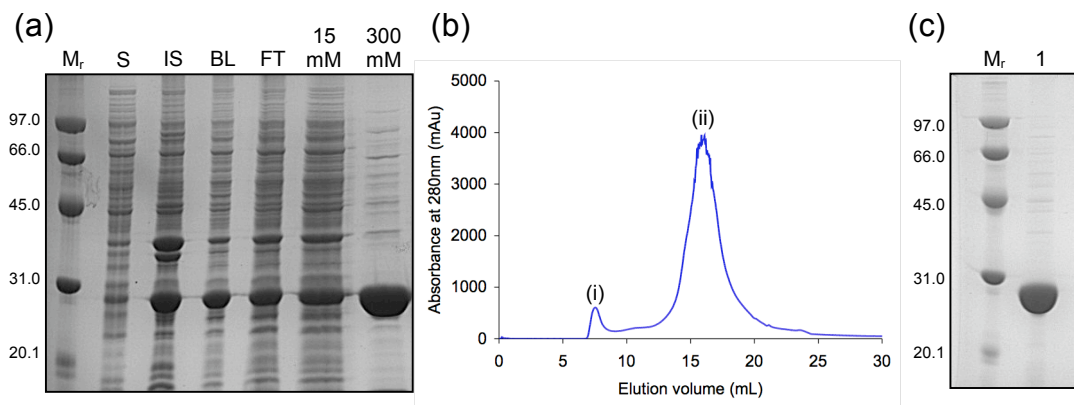 (a)
15 300
Mr S IS BL FT mM mM
97.0
66.0
45.0
31.0
20.1
(b)
5000
4000
3000
2000
1000
0
Absorbance at 280nm (mAu)
(i)
(ii)
0 5 10 15 20 25 30
Elution volume (mL)
(c)
Mr 1
97.0
66.0
45.0
31.0
20.1